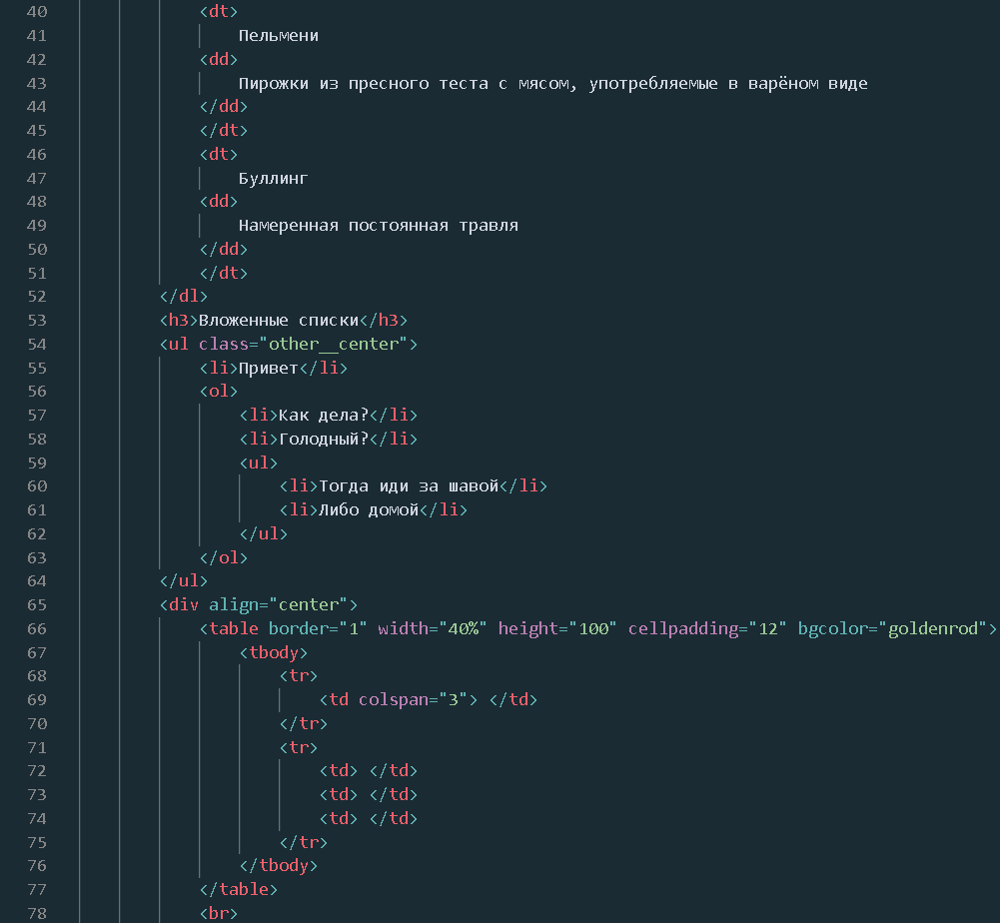 40 <dt>
41 Пельмени
42 <dd>
43 Пирожки из пресного теста с мясом, употребляемые в варёном виде
44 </dd>
45 </dt>
46 <dt>
47 Буллинг
48 <dd>
49 Намеренная постоянная травля
50 </dd>
51 </dt>
52 </dl>
53 <h3>Вложенные списки</h3>
54 <ul class="other__center">
55 <li>Привет</li>
56 <ol>
57 <li>Как дела?</li>
58 <li>Голодный?</li>
59 <ul>
60 <li>Тогда иди за шавой</li>
61 <li>Либо домой</li>
62 </ul>
63 </ol>
64 </ul>
65 <div align="center">
66 <table border="1" width="40%" height="100" cellpadding="12" bgcolor="goldenrod">
67 <tbody>
68 <tr>
69 <td colspan="3"> </td>
70 </tr>
71 <tr>
72 <td> </td>
73 <td> </td>
74 <td> </td>
75 </tr>
76 </tbody>
77 </table>
78 <br>